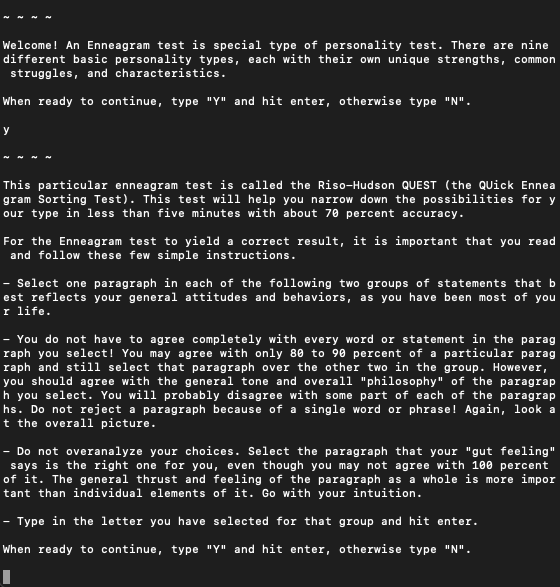 ~ ~ ~ ~
Welcome! An Enneagram test is special type of personality test. There are nine
different basic personality types, each with their own unique strengths, common
struggles, and characteristics.
When ready to continue, type "Y" and hit enter, otherwise type "N".
y
~ ~ ~ ~
This particular enneagram test is called the Riso-Hudson QUEST (the QUick Ennea
gram Sorting Test). This test will help you narrow down the possibilities for y
our type in less than five minutes with about 70 percent accuracy.
For the Enneagram test to yield a correct result, it is important that you read
and follow these few simple instructions.
- Select one paragraph in each of the following two groups of statements that b
est reflects your general attitudes and behaviors, as you have been most of you
r life.
- You do not have to agree completely with every word or statement in the parag
raph you select! You may agree with only 80 to 90 percent of a particular parag
raph and still select that paragraph over the other two in the group. However,
you should agree with the general tone and overall "philosophy" of the paragrap
h you select. You will probably disagree with some part of each of the paragrap
hs. Do not reject a paragraph because of a single word or phrase! Again, look a
t the overall picture.
- Do not overanalyze your choices. Select the paragraph that your "gut feeling"
says is the right one for you, even though you may not agree with 100 percent
of it. The general thrust and feeling of the paragraph as a whole is more impor
tant than individual elements of it. Go with your intuition.
- Type in the letter you have selected for that group and hit enter.
When ready to continue, type "Y" and hit enter, otherwise type "N".